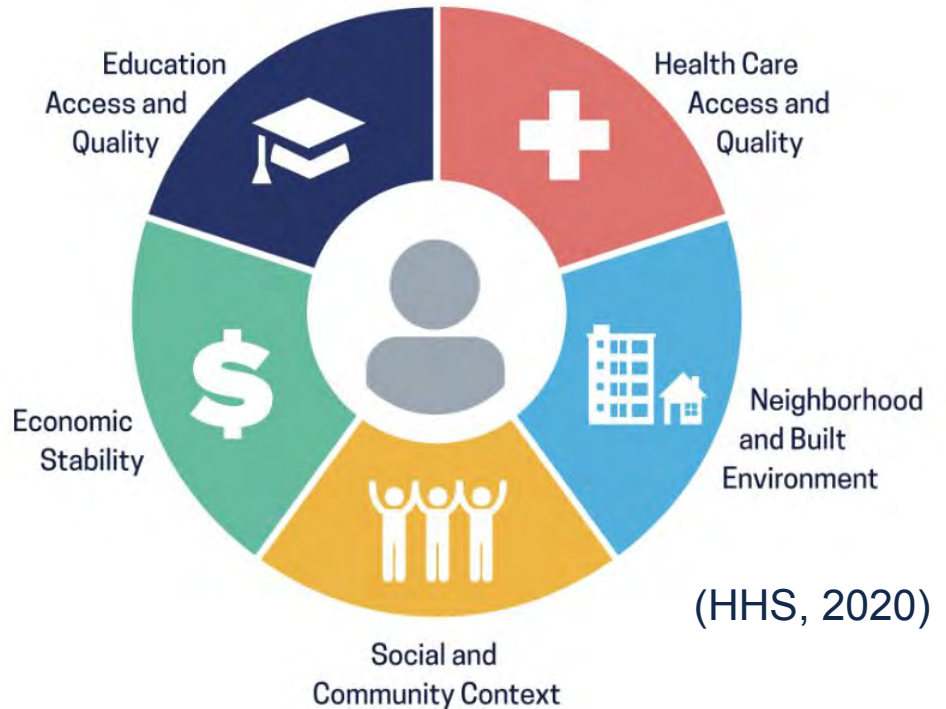 Education
Access and
Quality
Health Care
Access and
Quality
$
Economic
Stability
Neighborhood
and Built
Environment
(HHS, 2020)
Social and
Community Context